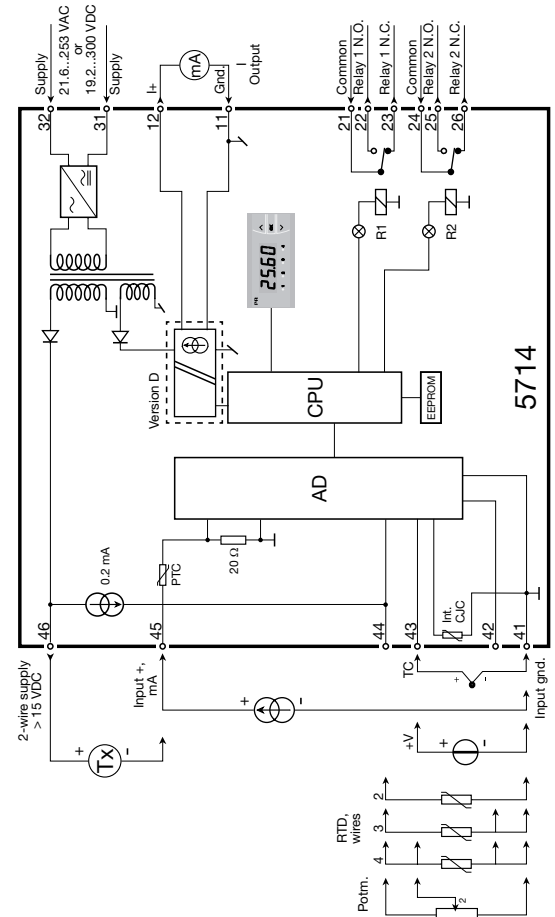 2-wire supply
> 15 VDC
46
45
44
43
42
41
Input +,
mA
Tx
+
-
+
-
TC
+
-
Input gnd.
+V
+
-
RTD,
wires
2
3
4
Potm.
2
0.2 mA
PTC
20 Ω
Int.
CJC
AD
CPU
EEPROM
5714
Version D
PR
25.60
R1
R2
32
31
12
11
21
22
23
24
25
26
Supply
21.6...253 VAC
or
19.2...300 VDC
Supply
I+
mA
Gnd.
I
Output
Common
Relay 1 N.O.
Relay 1 N.C.
Common
Relay 2 N.O.
Relay 2 N.C.